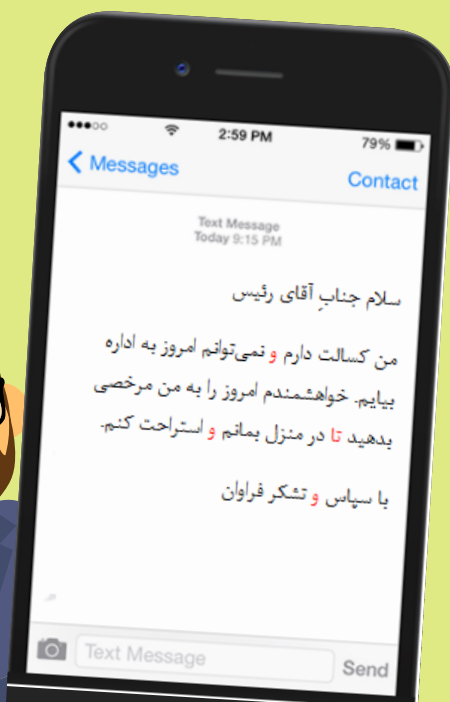 2:59 PM 79%
Messages
Contact
Text Message
Today 9:15 PM
سلام جنابِ آقای رئیس
من کسالت دارم و نمی‌توانم امروز به اداره
بیایم. خواهشمندم امروز را به من مرخصی
بدهید تا در منزل بمانم و استراحت کنم.
با سپاس و تشکر فراوان
Text Message
Send